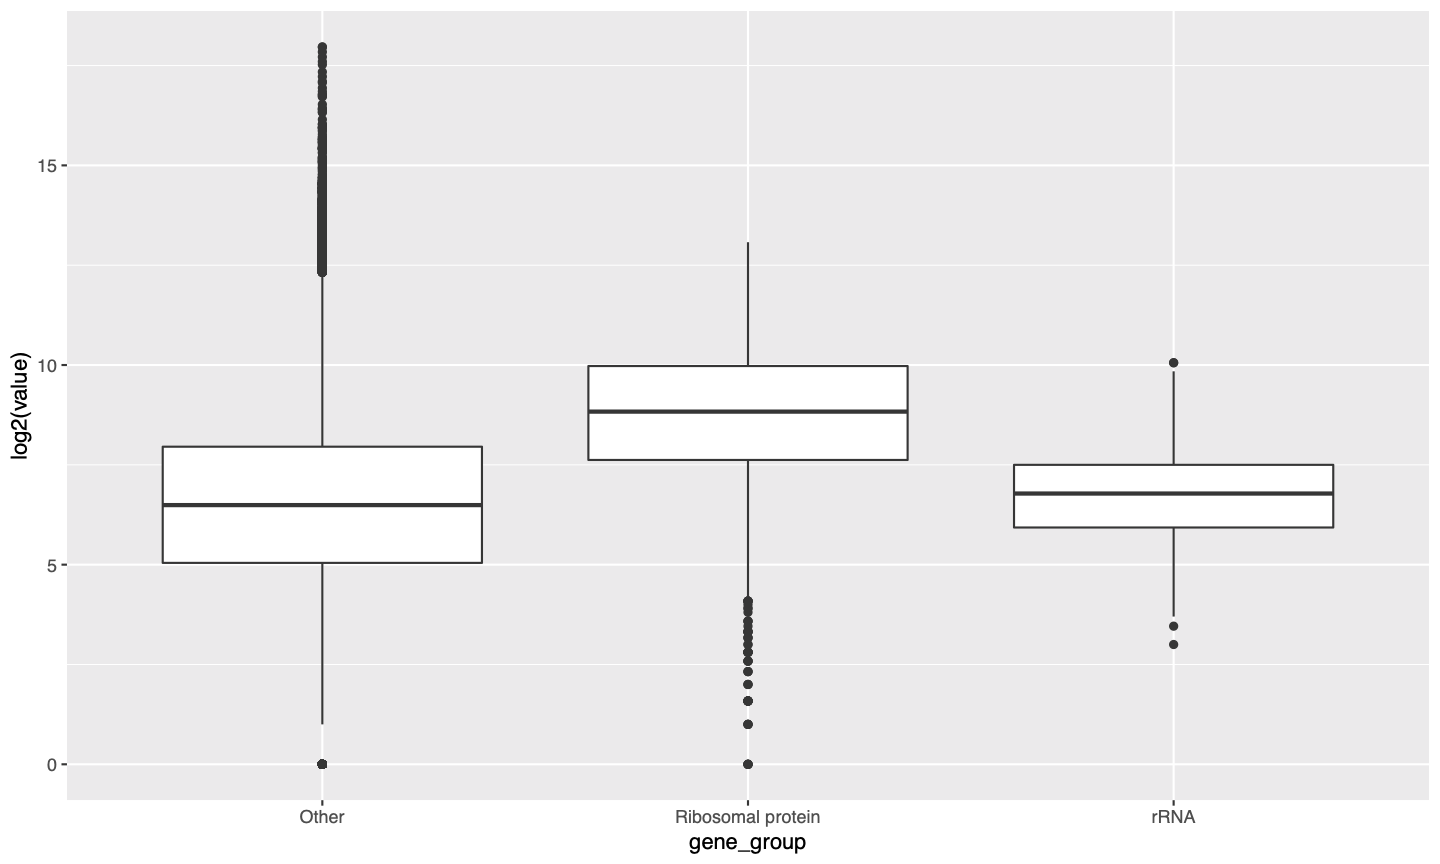 log2(value)
15
10
5
0
Other
Ribosomal protein
rRNA
gene_group